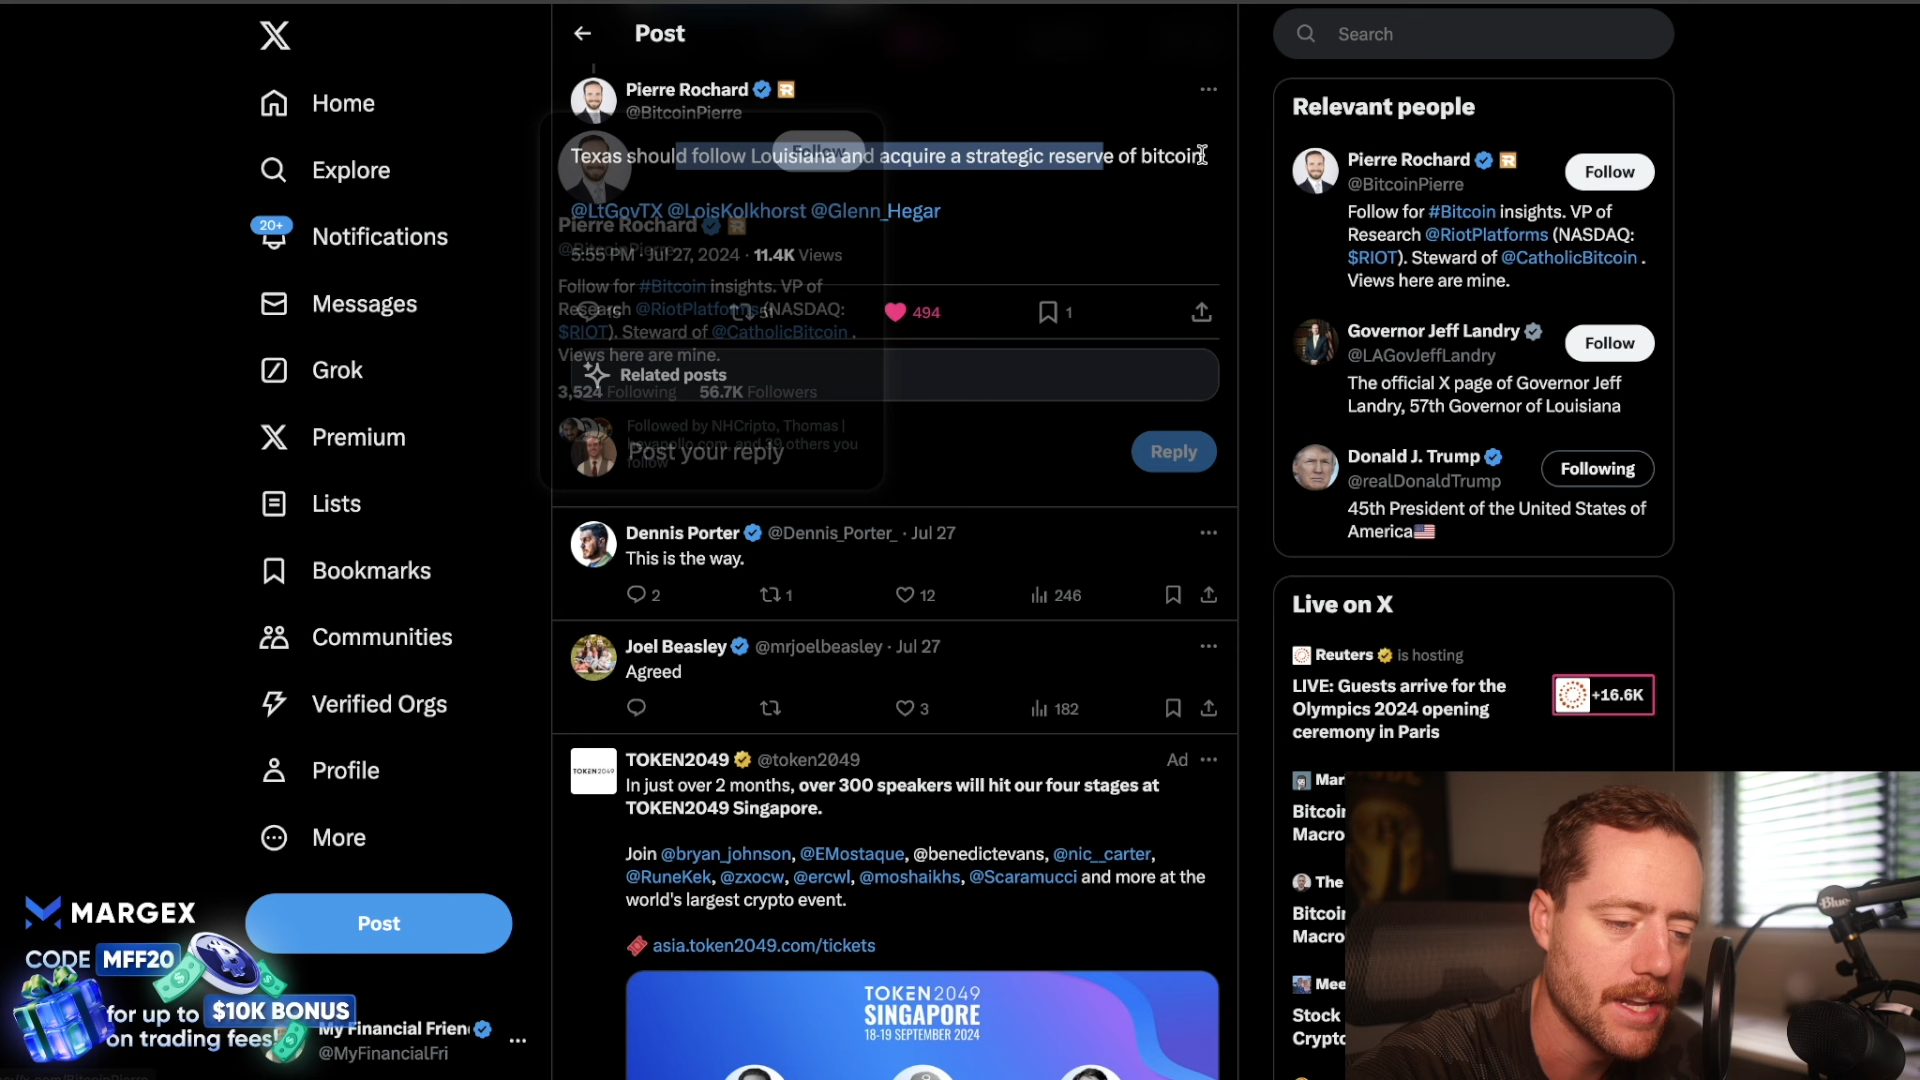 Post
Search
Home
Explore
20+
Notifications
Messages
Grok
Premium
Lists
Bookmarks
Communities
Verified Orgs
Profile
More
Post
My Financial Frien
@MyFinancialFri
MARGEX
CODE MFF20
for up to $10K BONUS
on trading fees!
Pierre Rochard
@BitcoinPierre
Texas should follow Louisiana and acquire a strategic reserve of bitcoin
Follow
@LtGovTX @LoisKolkhorst @Glenn_Hegar
Pierre Rochard
@BitcoinPierre
5:55 PM · Jul 27, 2024 · 11.4K Views
Follow for #Bitcoin insights. VP of
Research @RiotPlatforms (NASDAQ:
$RIOT). Steward of @CatholicBitcoin .
Views here are mine.
15 51 494 1
Related posts
3,524 Following 56.7K Followers
Followed by NHCripto, Thomas |
heyapollo.com, and 39 others you
follow
Post your reply
Reply
Dennis Porter @Dennis_Porter_ · Jul 27
This is the way.
2 1 12 246
Joel Beasley @mrjoelbeasley · Jul 27
Agreed
3 182
TOKEN2049 @token2049 Ad
TOKEN2049
In just over 2 months, over 300 speakers will hit our four stages at
TOKEN2049 Singapore.
Join @bryan_johnson, @EMostaque, @benedictevans, @nic__carter,
@RuneKek, @zxocw, @ercwl, @moshaikhs, @Scaramucci and more at the
world's largest crypto event.
asia.token2049.com/tickets
TOKEN2049
SINGAPORE
18-19 SEPTEMBER 2024
Relevant people
Pierre Rochard
@BitcoinPierre
Follow
Follow for #Bitcoin insights. VP of
Research @RiotPlatforms (NASDAQ:
$RIOT). Steward of @CatholicBitcoin .
Views here are mine.
Governor Jeff Landry
@LAGovJeffLandry
Follow
The official X page of Governor Jeff
Landry, 57th Governor of Louisiana
Donald J. Trump
@realDonaldTrump
Following
45th President of the United States of
America
Live on X
Reuters is hosting
LIVE: Guests arrive for the
Olympics 2024 opening
ceremony in Paris
+16.6K
Mar
Bitcoin
Macro
The
Bitcoin
Macro
Mee
Stock
Crypto
Blue